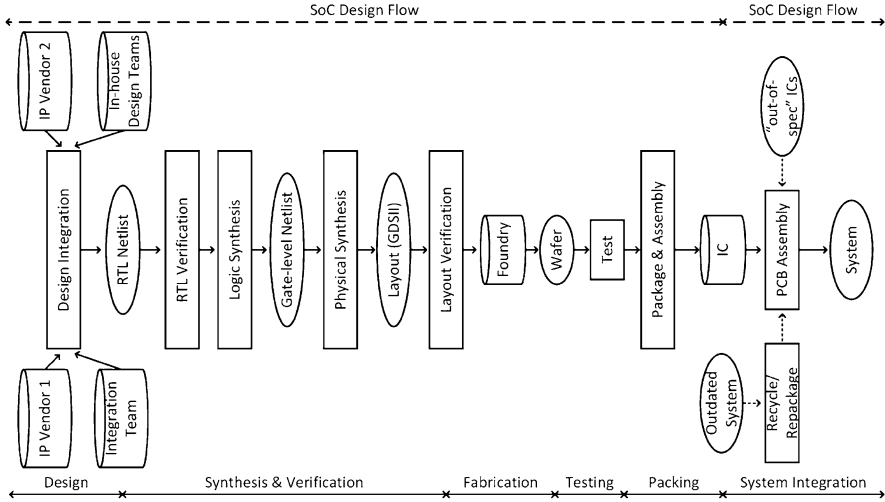 SoC Design Flow
SoC Design Flow
IP Vendor 2
In-house
Design Teams
"out-of-
spec" ICs
Design Integration
RTL Netlist
RTL Verification
Logic Synthesis
Gate-level Netlist
Physical Synthesis
Layout (GDSII)
Layout Verification
Foundry
Wafer
Test
Package & Assembly
IC
PCB Assembly
System
IP Vendor 1
Integration
Team
Outdated
System
Recycle/
Repackage
Design
Synthesis & Verification
Fabrication
Testing
Packing
System Integration